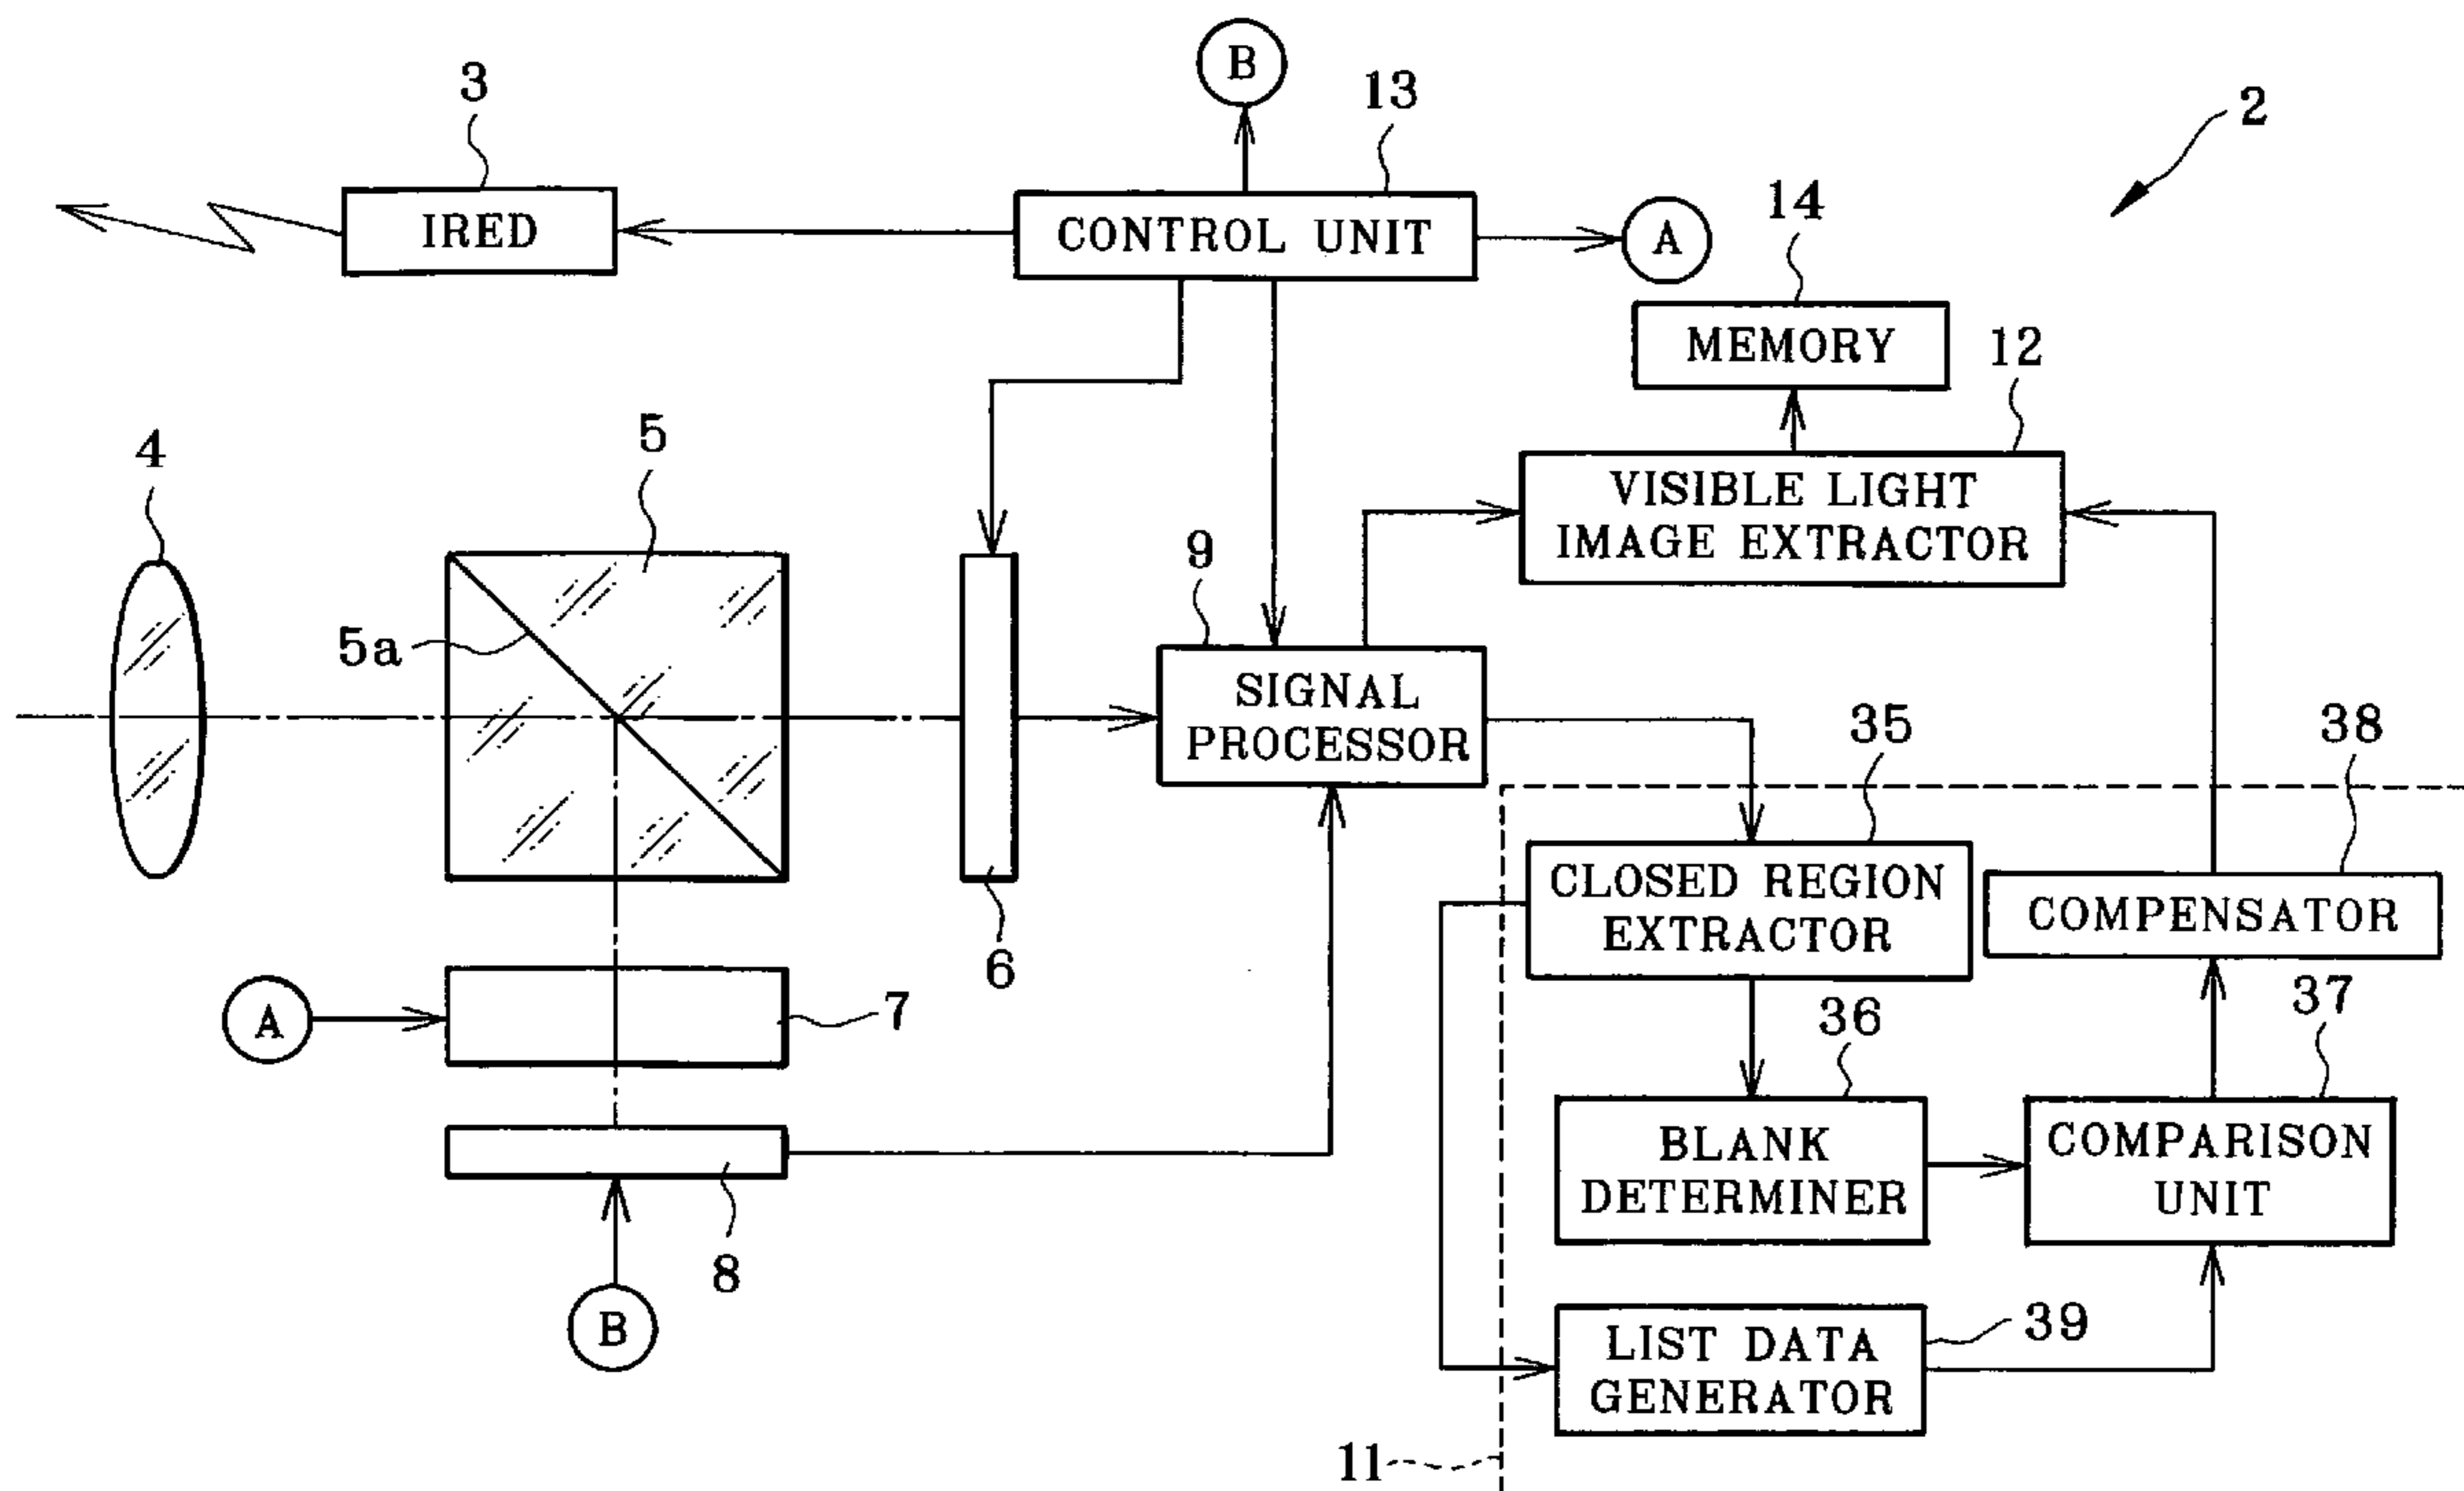 B
3
13
2
IRED
CONTROL UNIT
A
14
MEMORY
12
4
5
VISIBLE LIGHT
IMAGE EXTRACTOR
9
5a
SIGNAL
PROCESSOR
35
38
CLOSED REGION
EXTRACTOR
COMPENSATOR
6
A
7
36
37
BLANK
DETERMINER
COMPARISON
UNIT
8
B
LIST DATA
GENERATOR
39
11